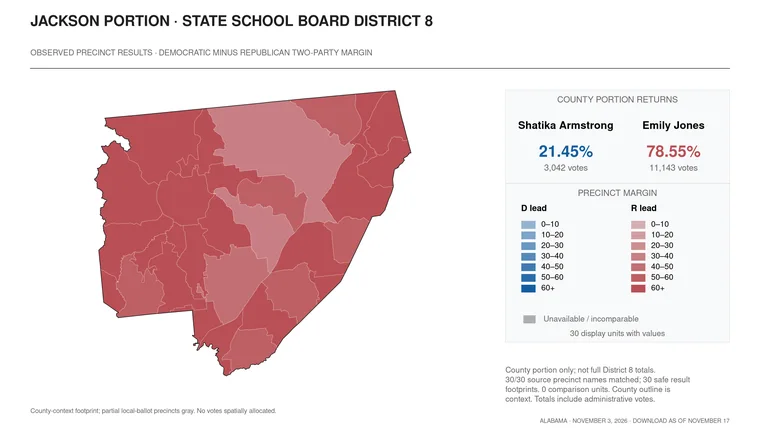 JACKSON PORTION · STATE SCHOOL BOARD DISTRICT 8
OBSERVED PRECINCT RESULTS · DEMOCRATIC MINUS REPUBLICAN TWO-PARTY MARGIN
COUNTY PORTION RETURNS
Shatika Armstrong Emily Jones
21.45% 78.55%
3,042 votes 11,143 votes
PRECINCT MARGIN
D lead R lead
0–10 0–10
10–20 10–20
20–30 20–30
30–40 30–40
40–50 40–50
50–60 50–60
60+ 60+
Unavailable / incomparable
30 display units with values
County portion only; not full District 8 totals.
30/30 source precinct names matched; 30 safe result
footprints. 0 comparison units. County outline is
context. Totals include administrative votes.
County-context footprint; partial local-ballot precincts gray. No votes spatially allocated.
ALABAMA · NOVEMBER 3, 2026 · DOWNLOAD AS OF NOVEMBER 17